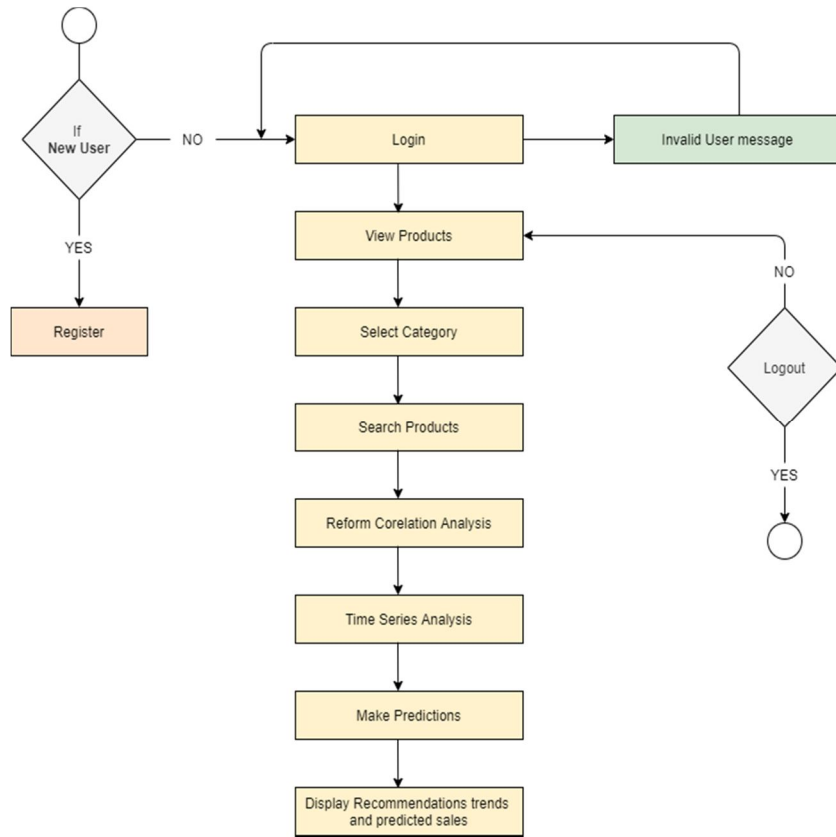 If
New User
NO
Login
Invalid User message
YES
View Products
NO
Register
Select Category
Logout
Search Products
YES
Reform Corelation Analysis
Time Series Analysis
Make Predictions
Display Recommendations trends
and predicted sales